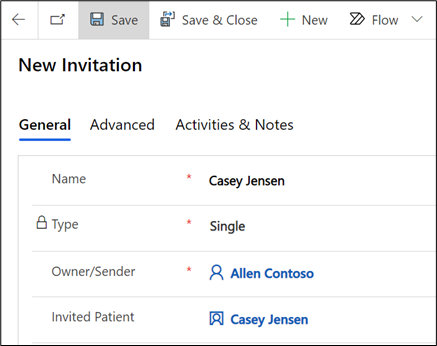 Save Save & Close New Flow
New Invitation
General Advanced Activities & Notes
Name * Casey Jensen
Type * Single
Owner/Sender * Allen Contoso
Invited Patient Casey Jensen